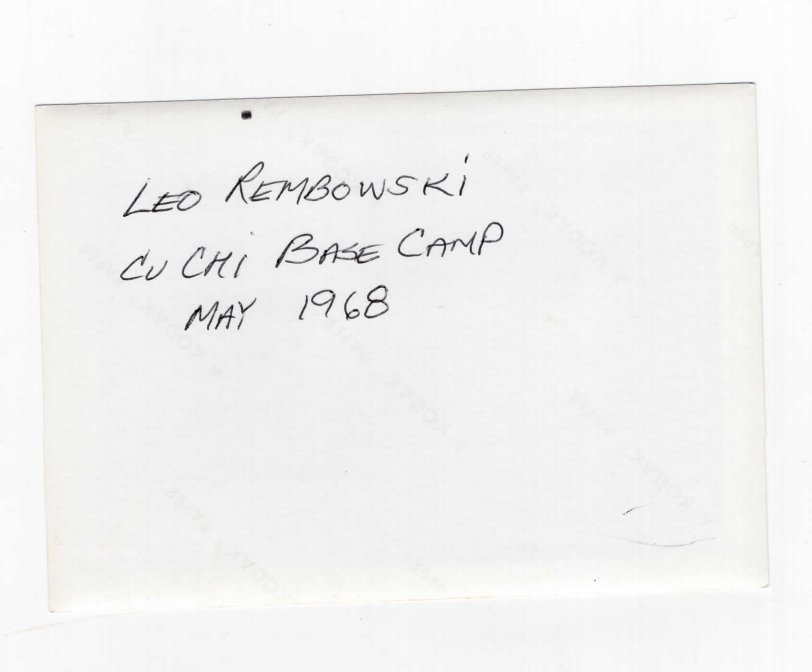 LEO REMBOWSKI
CU CHI BASE CAMP
MAY 1968